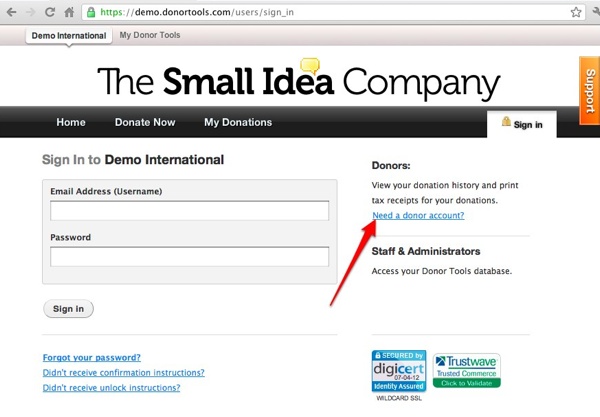 https://demo.donortools.com/users/sign_in
Demo International
My Donor Tools
The Small Idea Company
Support
Home
Donate Now
My Donations
Sign in
Sign In to Demo International
Email Address (Username)
Password
Sign in
Forgot your password?
Didn't receive confirmation instructions?
Didn't receive unlock instructions?
Donors:
View your donation history and print
tax receipts for your donations.
Need a donor account?
Staff & Administrators
Access your Donor Tools database.
SECURED BY
digicert
07-04-12
Identity Assured
WILDCARD SSL
Trustwave
Trusted Commerce
Click to Validate